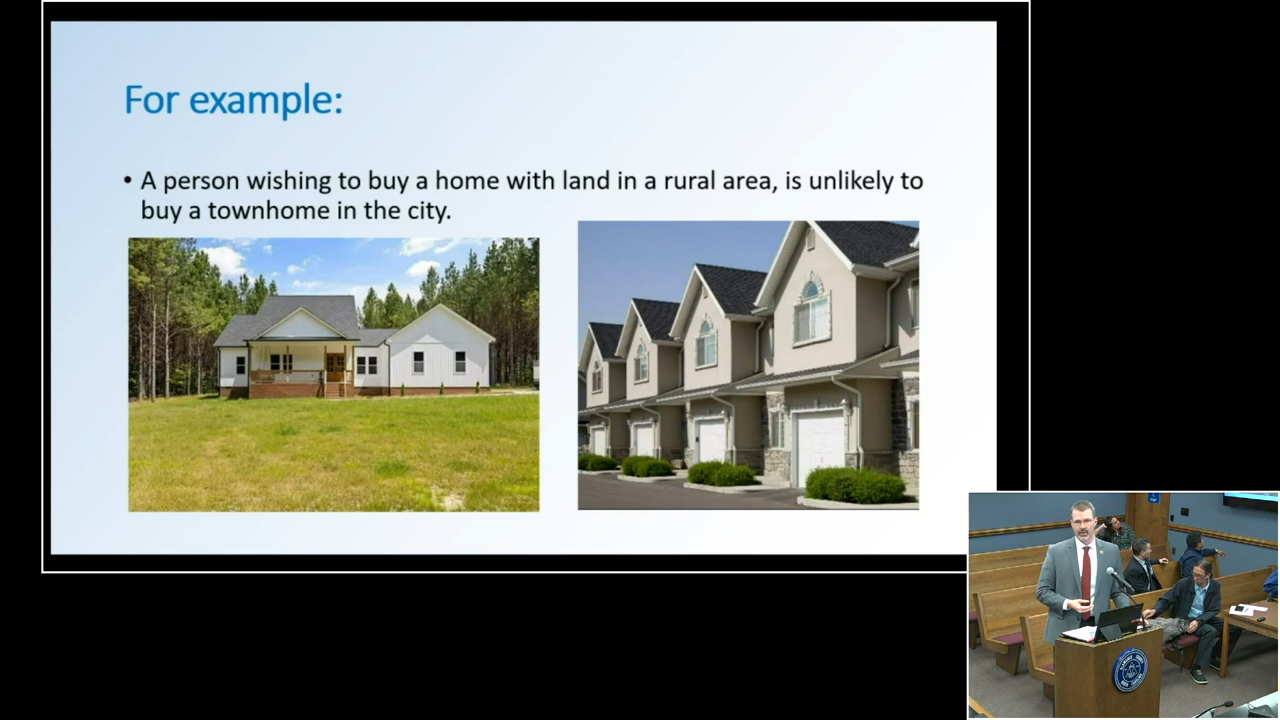 For example:
• A person wishing to buy a home with land in a rural area, is unlikely to
buy a townhome in the city.